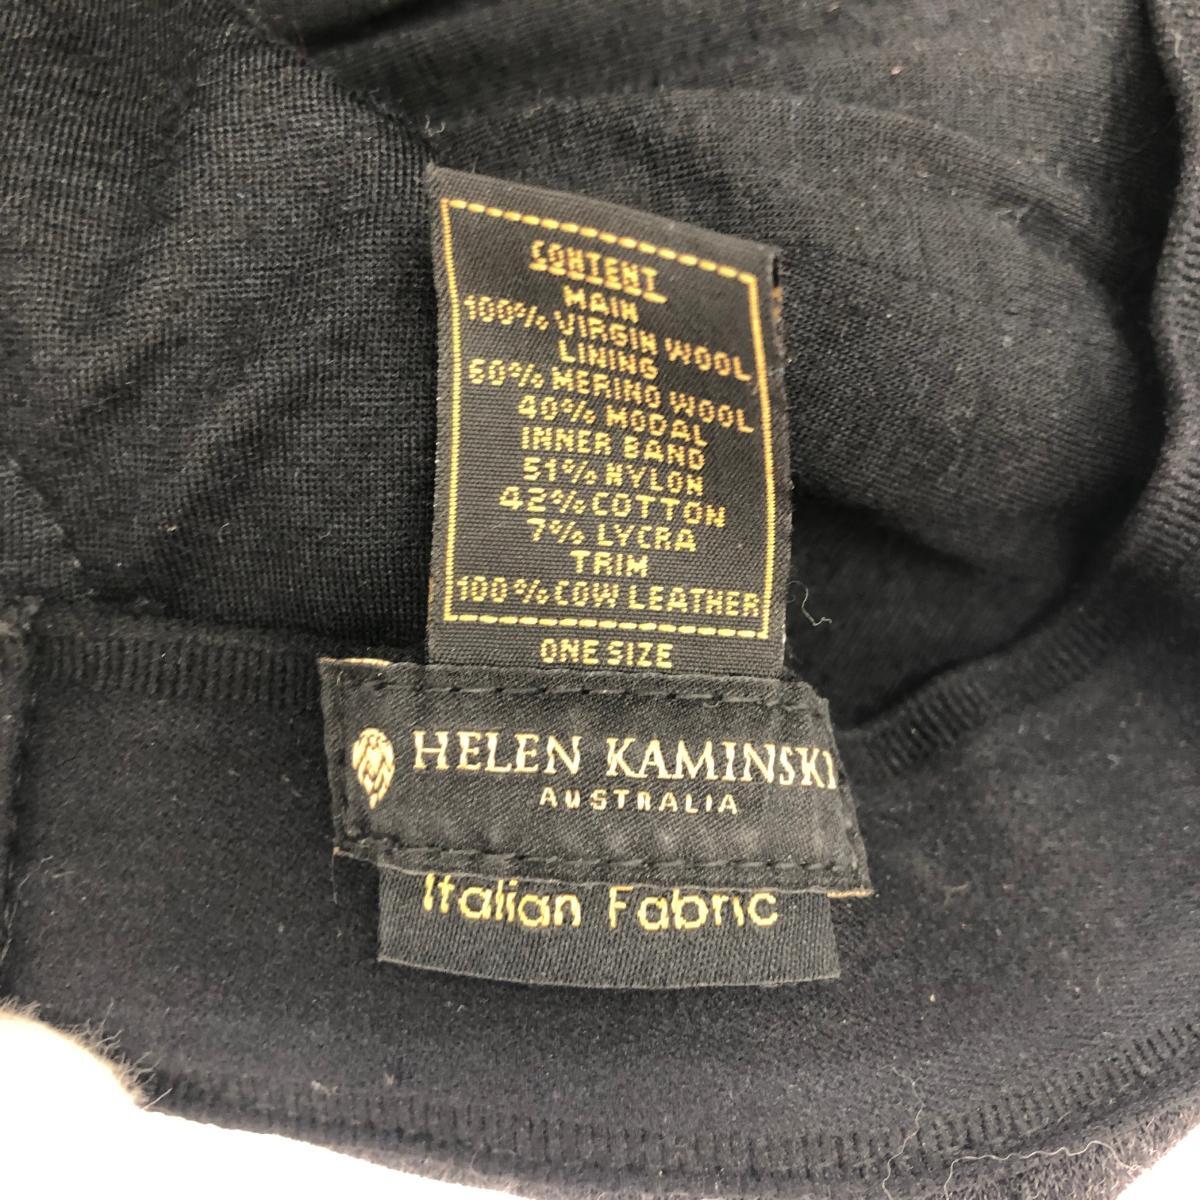 CONTENT
MAIN
100% VIRGIN WOOL
LINING
60% MERINO WOOL
40% MODAL
INNER BAND
51% NYLON
42% COTTON
7% LYCRA
TRIM
100% COW LEATHER
ONE SIZE
HELEN KAMINSKI
AUSTRALIA
Italian Fabric